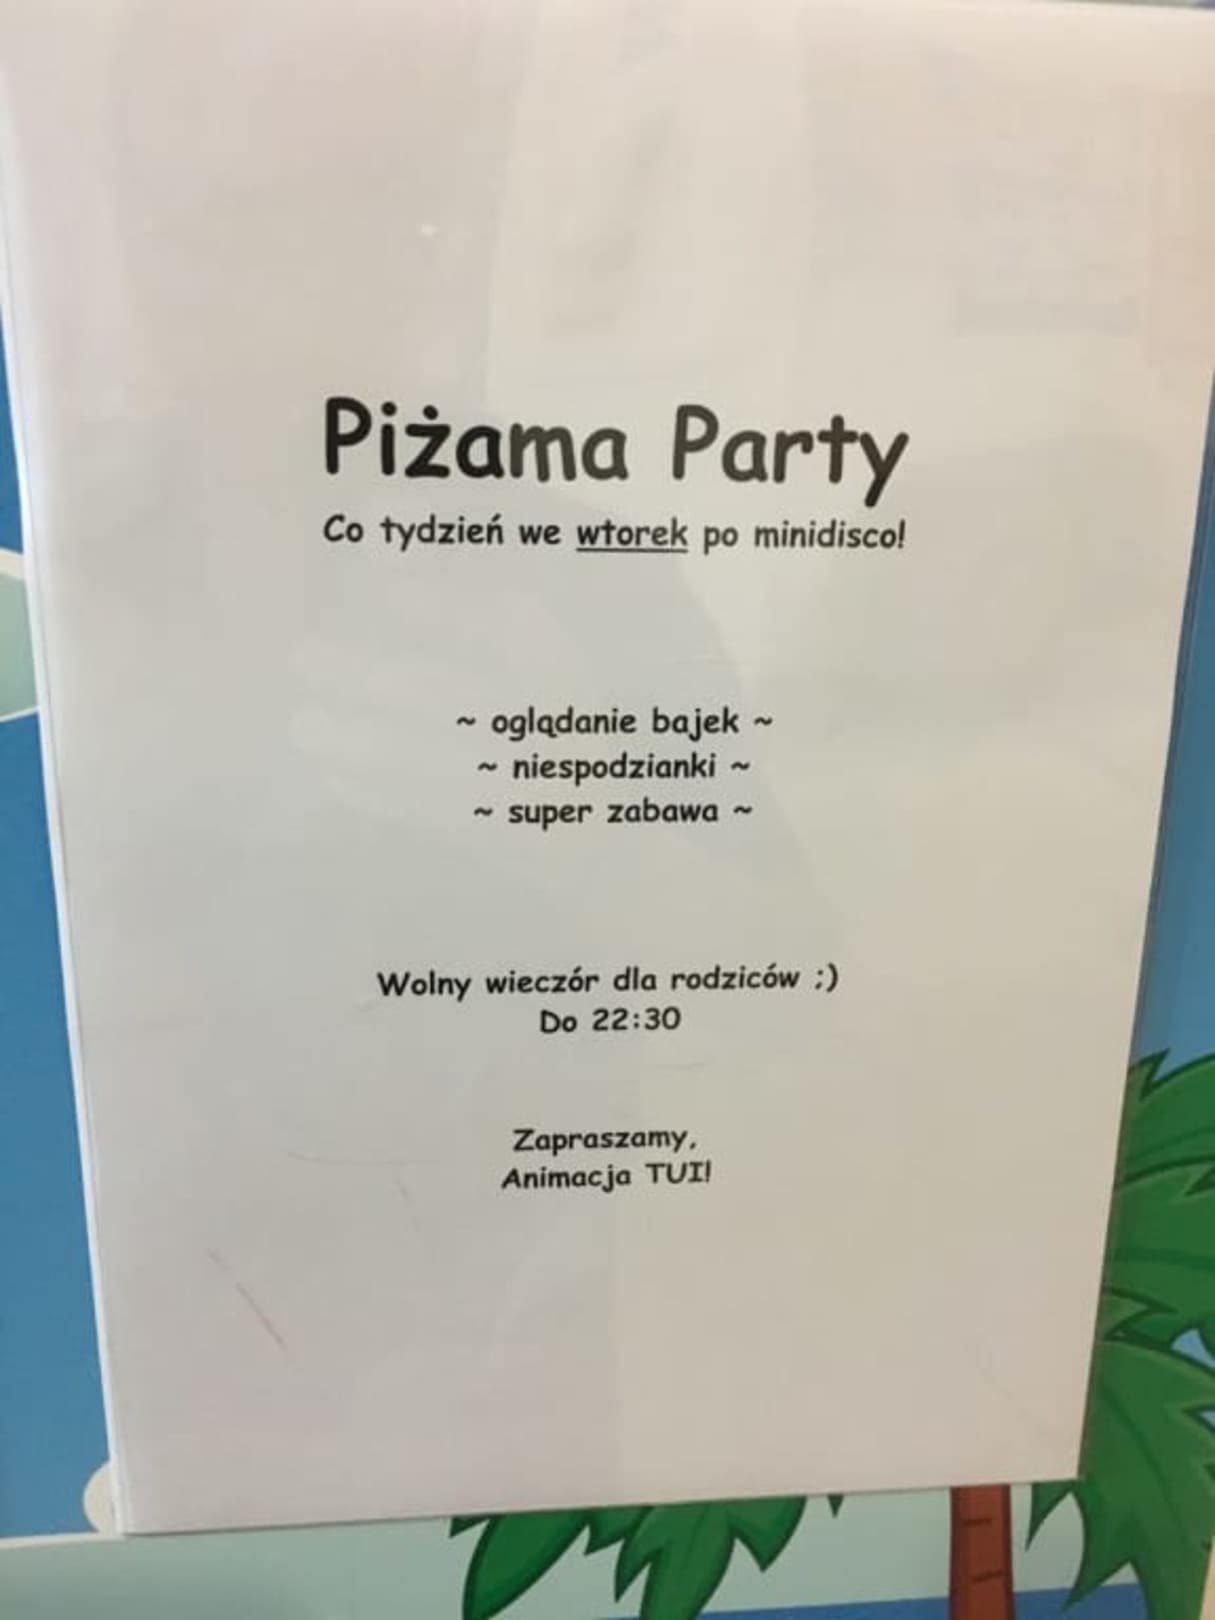 Piżama Party
Co tydzień we wtorek po minidisco!
~ oglądanie bajek ~
~ niespodzianki ~
~ super zabawa ~
Wolny wieczór dla rodziców ;)
Do 22:30
Zapraszamy,
Animacja TUI!